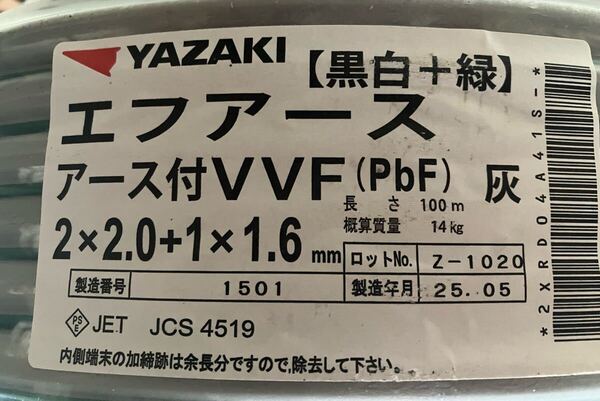 YAZAKI 【黒白+緑】
エフアース
アース付VVF(PbF) 灰
長さ 100m
概算質量 14kg
2×2.0+1×1.6 mm
ロットNo. Z-1020
製造番号 1501 製造年月 25.05
PSE JET JCS 4519
内側端末の加締跡は余長分ですので,除去して下さい。
*2XRD04A41S-*